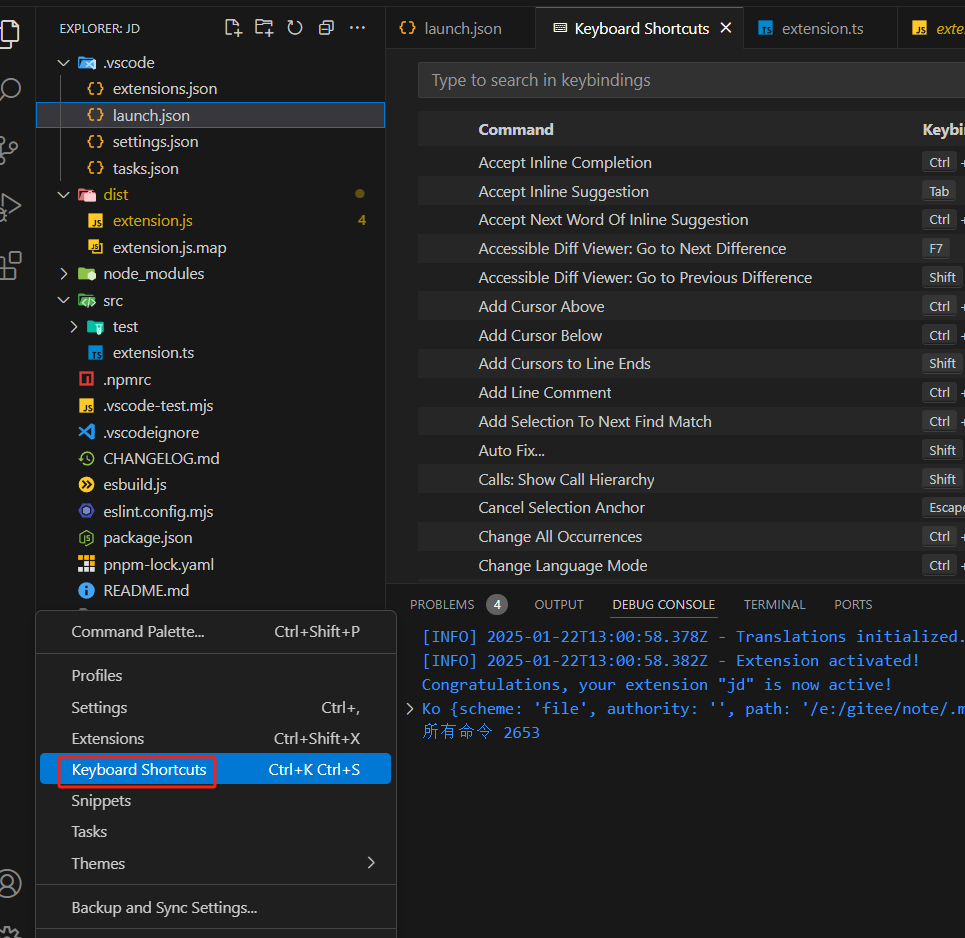 EXPLORER: JD
.vscode
extensions.json
launch.json
settings.json
tasks.json
dist
extension.js 4
extension.js.map
node_modules
src
test
extension.ts
.npmrc
.vscode-test.mjs
.vscodeignore
CHANGELOG.md
esbuild.js
eslint.config.mjs
package.json
pnpm-lock.yaml
README.md
Command Palette... Ctrl+Shift+P
Profiles
Settings Ctrl+,
Extensions Ctrl+Shift+X
Keyboard Shortcuts Ctrl+K Ctrl+S
Snippets
Tasks
Themes
Backup and Sync Settings...
launch.json Keyboard Shortcuts extension.ts exte
Type to search in keybindings
Command Keybi
Accept Inline Completion Ctrl +
Accept Inline Suggestion Tab
Accept Next Word Of Inline Suggestion Ctrl +
Accessible Diff Viewer: Go to Next Difference F7
Accessible Diff Viewer: Go to Previous Difference Shift
Add Cursor Above Ctrl +
Add Cursor Below Ctrl +
Add Cursors to Line Ends Shift
Add Line Comment Ctrl +
Add Selection To Next Find Match Ctrl +
Auto Fix... Shift
Calls: Show Call Hierarchy Shift
Cancel Selection Anchor Escape
Change All Occurrences Ctrl +
Change Language Mode Ctrl +
PROBLEMS 4 OUTPUT DEBUG CONSOLE TERMINAL PORTS
[INFO] 2025-01-22T13:00:58.378Z - Translations initialized.
[INFO] 2025-01-22T13:00:58.382Z - Extension activated!
Congratulations, your extension "jd" is now active!
Ko {scheme: 'file', authority: '', path: '/e:/gitee/note/.m
所有命令 2653